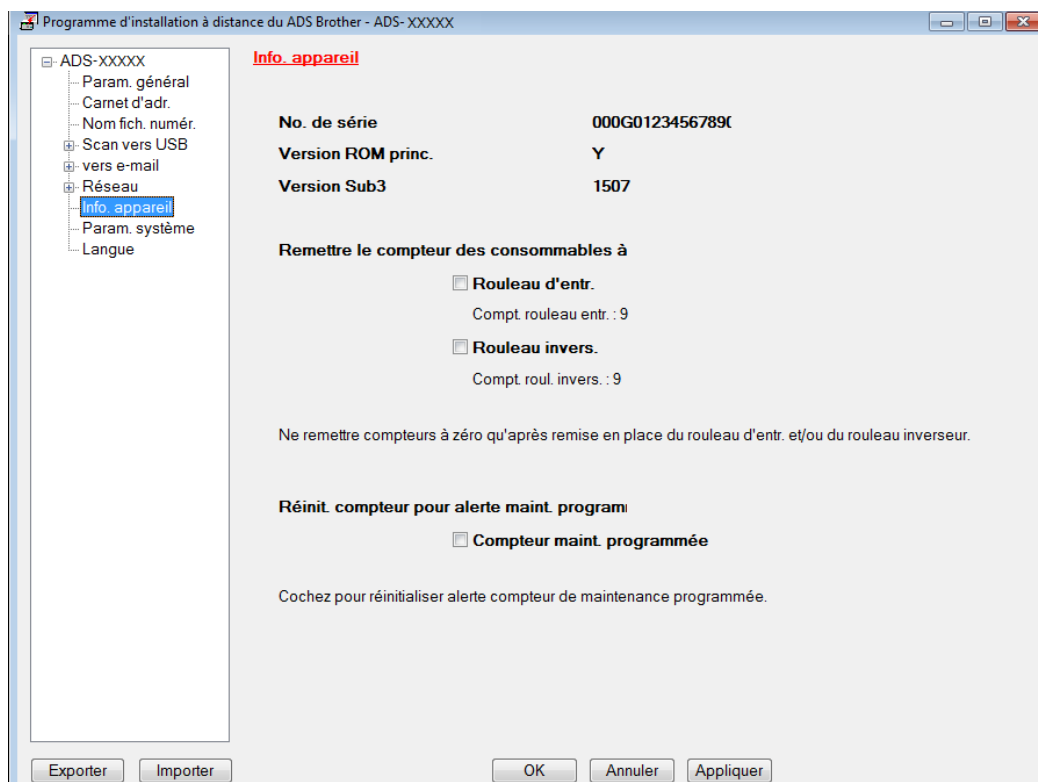 Programme d'installation à distance du ADS Brother - ADS- XXXXX
ADS-XXXXX
Param. général
Carnet d'adr.
Nom fich. numér.
Scan vers USB
vers e-mail
Réseau
Info. appareil
Param. système
Langue
Info. appareil
No. de série 000G0123456789(
Version ROM princ. Y
Version Sub3 1507
Remettre le compteur des consommables à
Rouleau d'entr.
Compt. rouleau entr. : 9
Rouleau invers.
Compt. roul. invers. : 9
Ne remettre compteurs à zéro qu'après remise en place du rouleau d'entr. et/ou du rouleau inverseur.
Réinit. compteur pour alerte maint. program
Compteur maint. programmée
Cochez pour réinitialiser alerte compteur de maintenance programmée.
Exporter Importer OK Annuler Appliquer